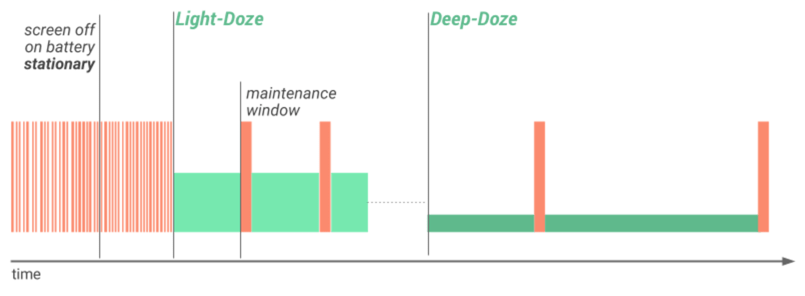 screen off
on battery
stationary
Light-Doze
maintenance
window
Deep-Doze
time